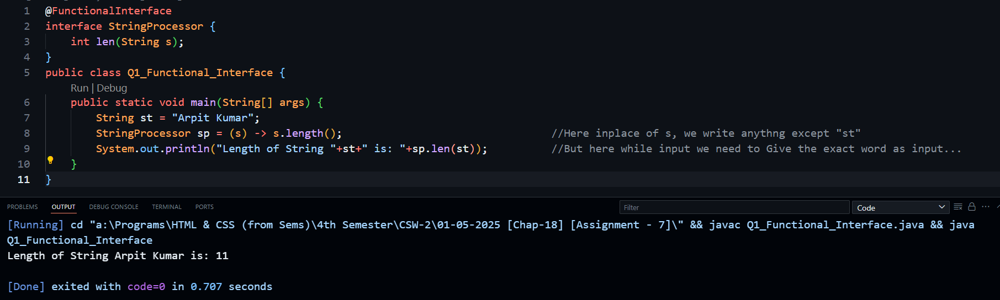 1 @FunctionalInterface
2 interface StringProcessor {
3     int len(String s);
4 }
5 public class Q1_Functional_Interface {
Run | Debug
6     public static void main(String[] args) {
7         String st = "Arpit Kumar";
8         StringProcessor sp = (s) -> s.length(); //Here inplace of s, we write anythng except "st"
9         System.out.println("Length of String "+st+" is: "+sp.len(st)); //But here while input we need to Give the exact word as input...
10     }
11 }
PROBLEMS OUTPUT DEBUG CONSOLE TERMINAL PORTS Filter Code
[Running] cd "a:\Programs\HTML & CSS (from Sems)\4th Semester\CSW-2\01-05-2025 [Chap-18] [Assignment - 7]\" && javac Q1_Functional_Interface.java && java
Q1_Functional_Interface
Length of String Arpit Kumar is: 11
[Done] exited with code=0 in 0.707 seconds